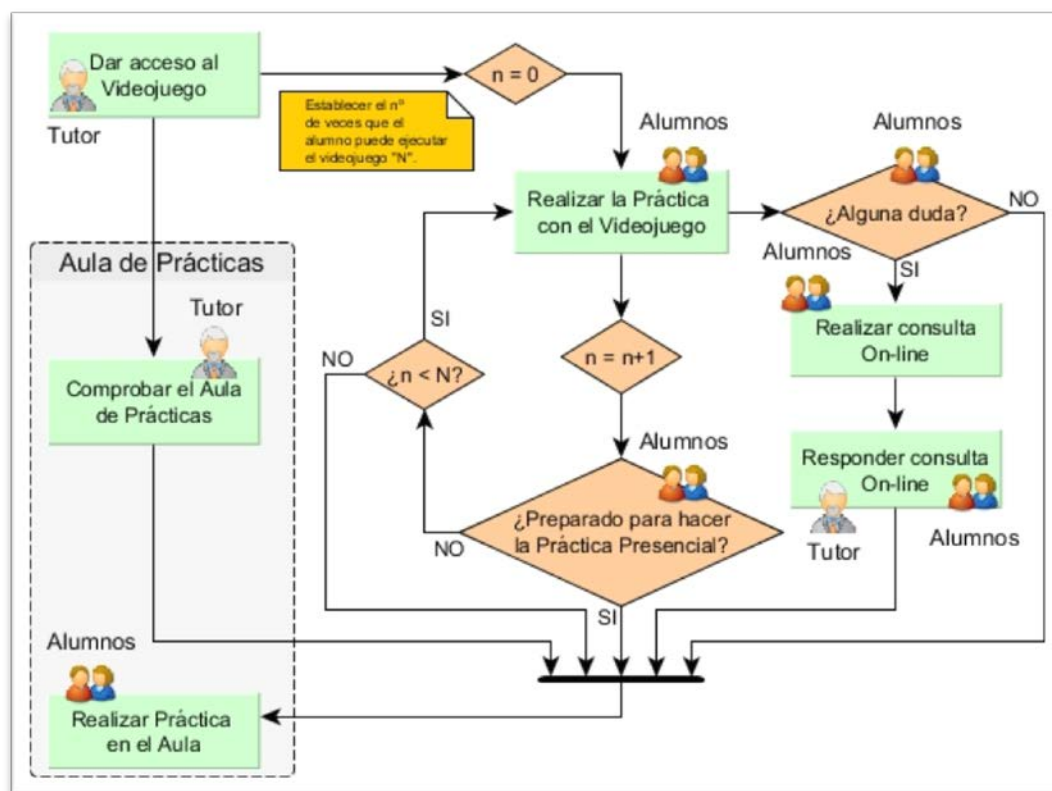 Dar acceso al
Videojuego
Tutor
n = 0
Establecer el nº
de veces que el
alumno puede ejecutar
el videojuego "N".
Alumnos
Realizar la Práctica
con el Videojuego
Alumnos
¿Alguna duda?
NO
SI
Alumnos
Realizar consulta
On-line
Responder consulta
On-line
Tutor
Alumnos
Aula de Prácticas
Tutor
Comprobar el Aula
de Prácticas
SI
NO
¿n < N?
n = n+1
Alumnos
¿Preparado para hacer
la Práctica Presencial?
NO
SI
Alumnos
Realizar Práctica
en el Aula